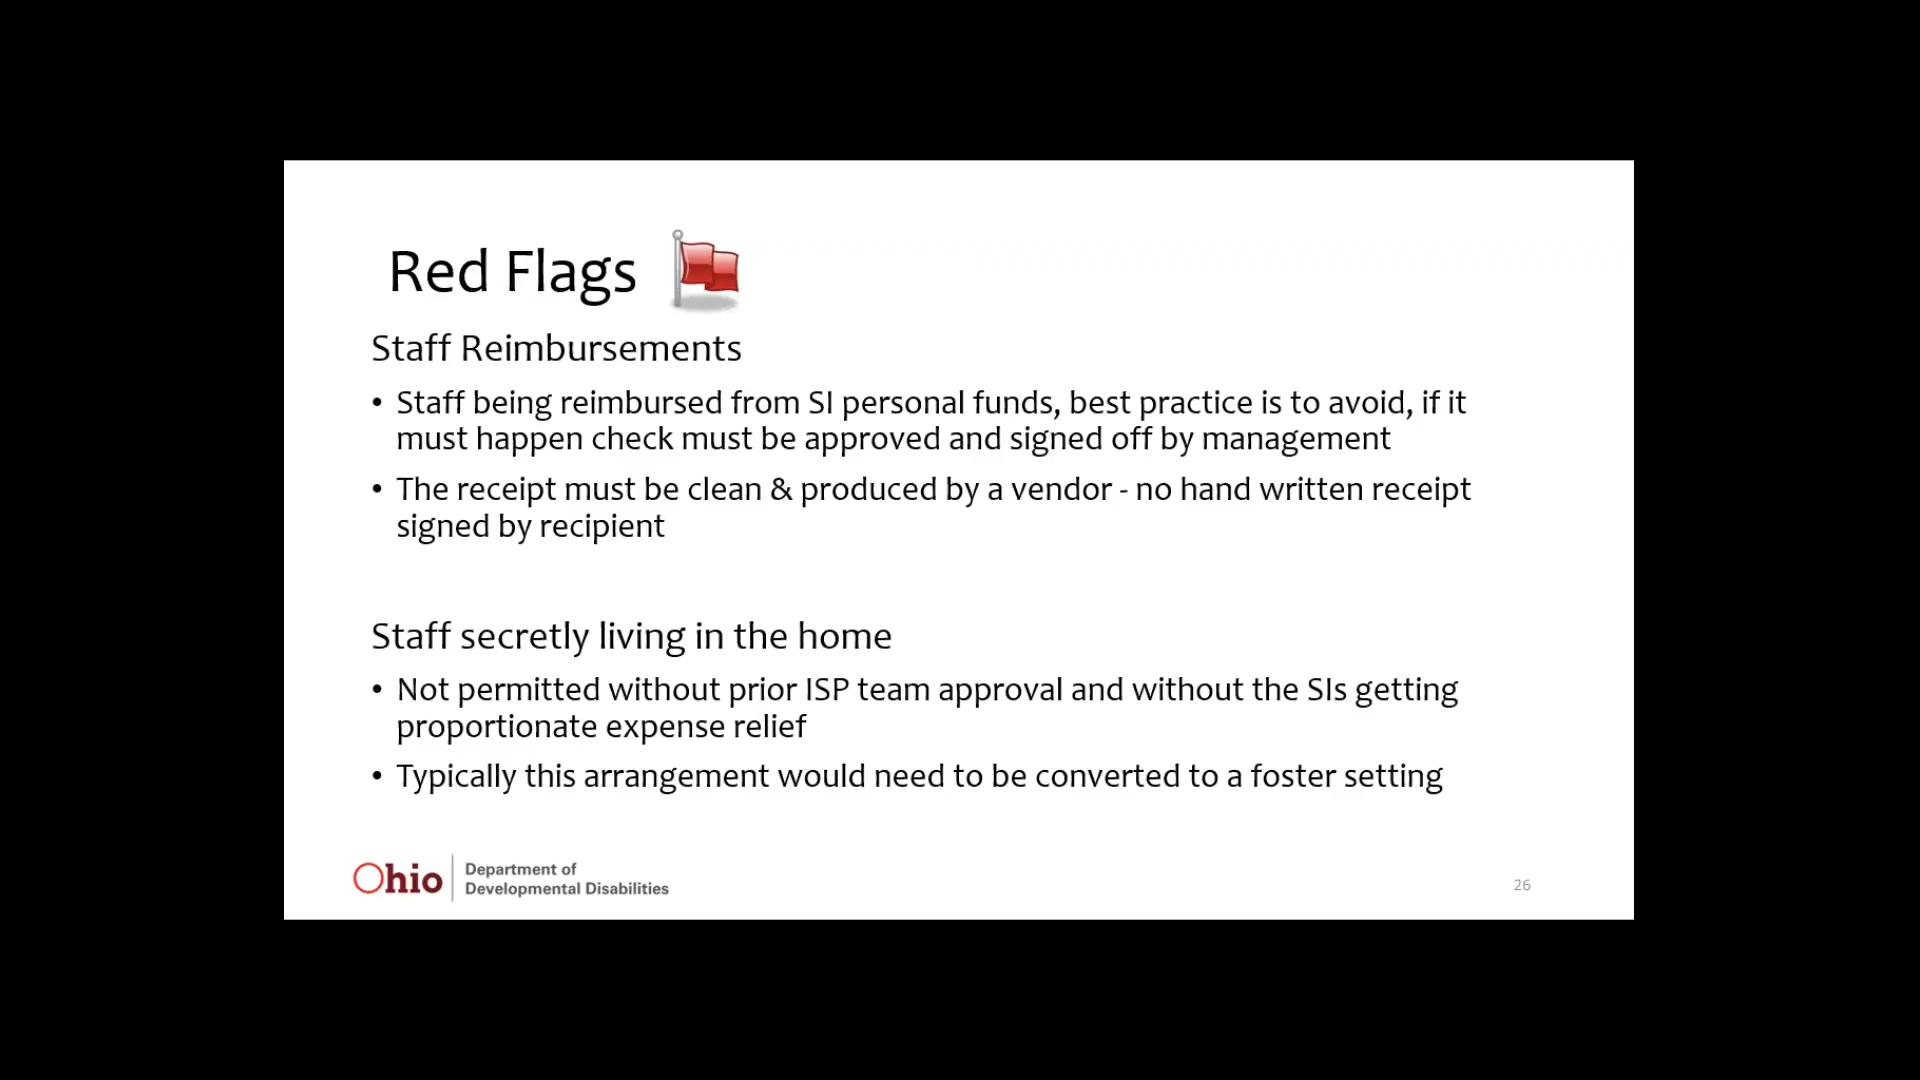 Red Flags
Staff Reimbursements
• Staff being reimbursed from SI personal funds, best practice is to avoid, if it
must happen check must be approved and signed off by management
• The receipt must be clean & produced by a vendor - no hand written receipt
signed by recipient
Staff secretly living in the home
• Not permitted without prior ISP team approval and without the SIs getting
proportionate expense relief
• Typically this arrangement would need to be converted to a foster setting
Ohio
Department of
Developmental Disabilities
26